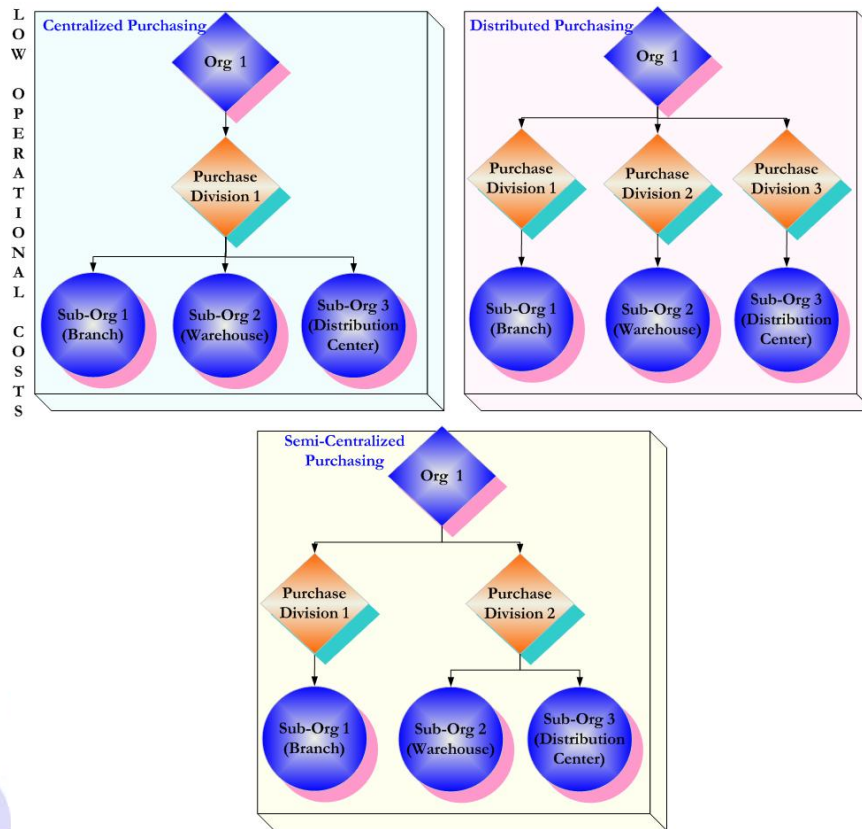 LOW OPERATIONAL COSTS
Centralized Purchasing
Org 1
Purchase
Division 1
Sub-Org 1
(Branch)
Sub-Org 2
(Warehouse)
Sub-Org 3
(Distribution
Center)
Distributed Purchasing
Org 1
Purchase
Division 1
Purchase
Division 2
Purchase
Division 3
Sub-Org 1
(Branch)
Sub-Org 2
(Warehouse)
Sub-Org 3
(Distribution
Center)
Semi-Centralized
Purchasing
Org 1
Purchase
Division 1
Purchase
Division 2
Sub-Org 1
(Branch)
Sub-Org 2
(Warehouse)
Sub-Org 3
(Distribution
Center)